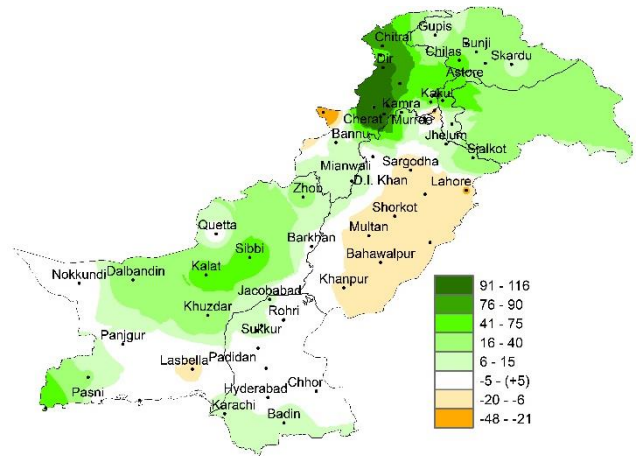 Gupis
Chitral
Bunji
Chilas
Skardu
Dir
Astore
Kakul
Kamra
Cherat
Murree
Bannu
Jhelum
Sialkot
Mianwali
Sargodha
D.I. Khan
Zhob
Lahore
Shorkot
Quetta
Multan
Sibbi
Barkhan
Bahawalpur
Nokkundi
Dalbandin
Kalat
Khanpur
Jacobabad
Khuzdar
Rohri
Sukkur
Panjgur
Padidan
Lasbella
Hyderabad
Chhor
Pasni
Karachi
Badin
91 - 116
76 - 90
41 - 75
16 - 40
6 - 15
-5 - (+5)
-20 - -6
-48 - -21